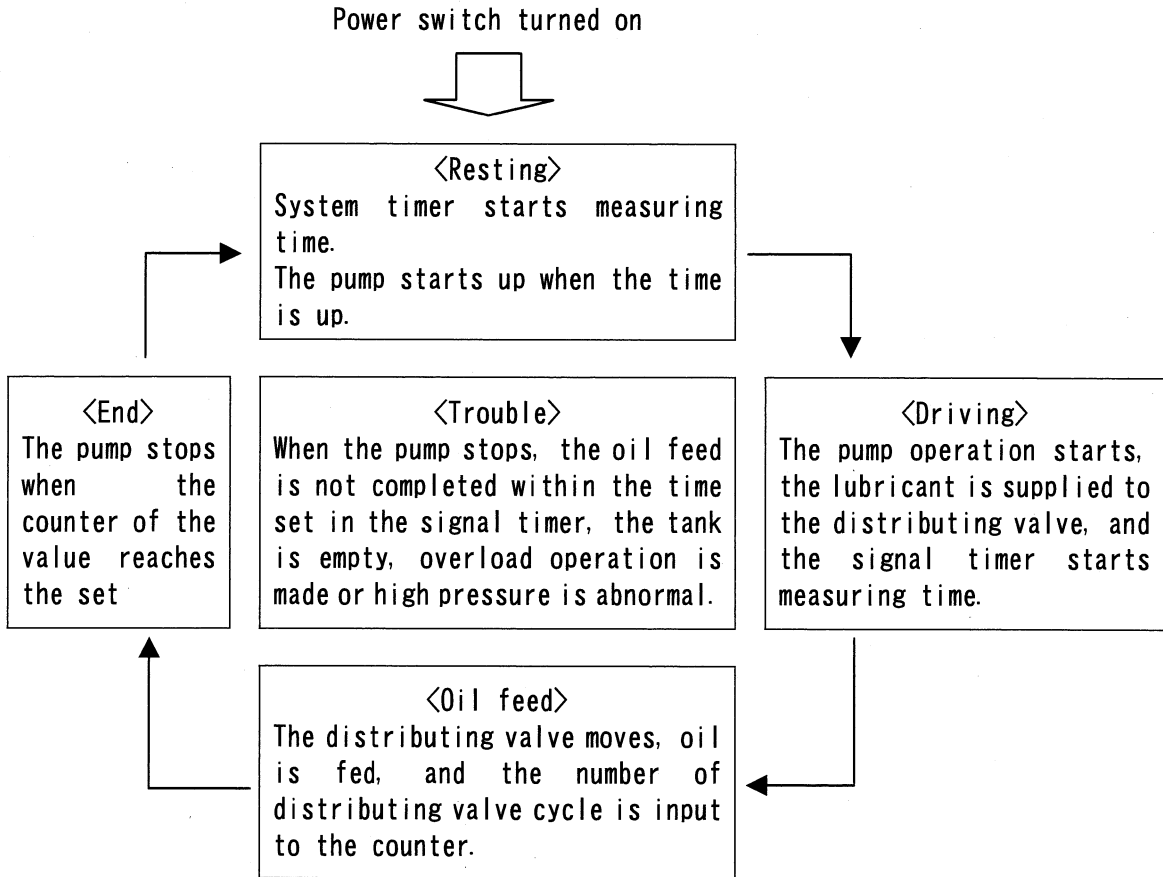 Power switch turned on
〈Resting〉
System timer starts measuring
time.
The pump starts up when the time
is up.
〈End〉
The pump stops
when the
counter of the
value reaches
the set
〈Trouble〉
When the pump stops, the oil feed
is not completed within the time
set in the signal timer, the tank
is empty, overload operation is
made or high pressure is abnormal.
〈Driving〉
The pump operation starts,
the lubricant is supplied to
the distributing valve, and
the signal timer starts
measuring time.
〈Oil feed〉
The distributing valve moves, oil
is fed, and the number of
distributing valve cycle is input
to the counter.